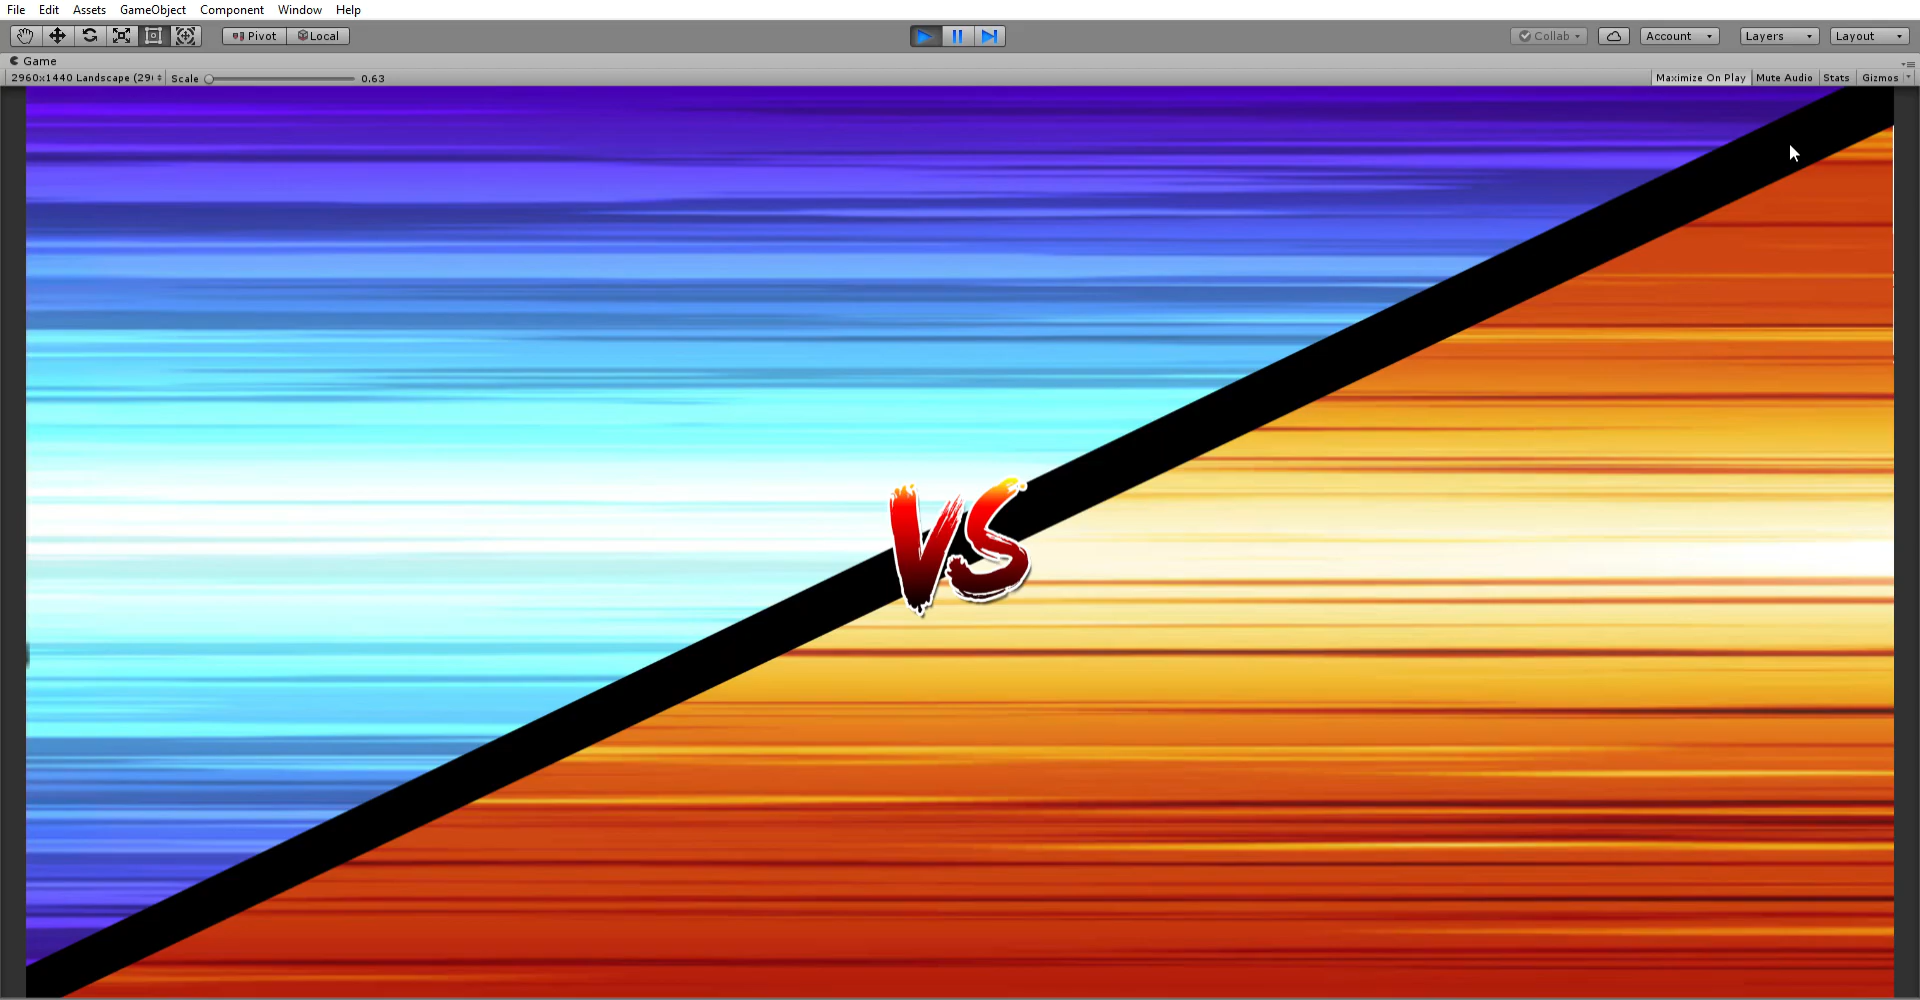 File Edit Assets GameObject Component Window Help
Pivot Local Collab Account Layers Layout
Game
2960x1440 Landscape (29 Scale 0.63 Maximize On Play Mute Audio Stats Gizmos
VS